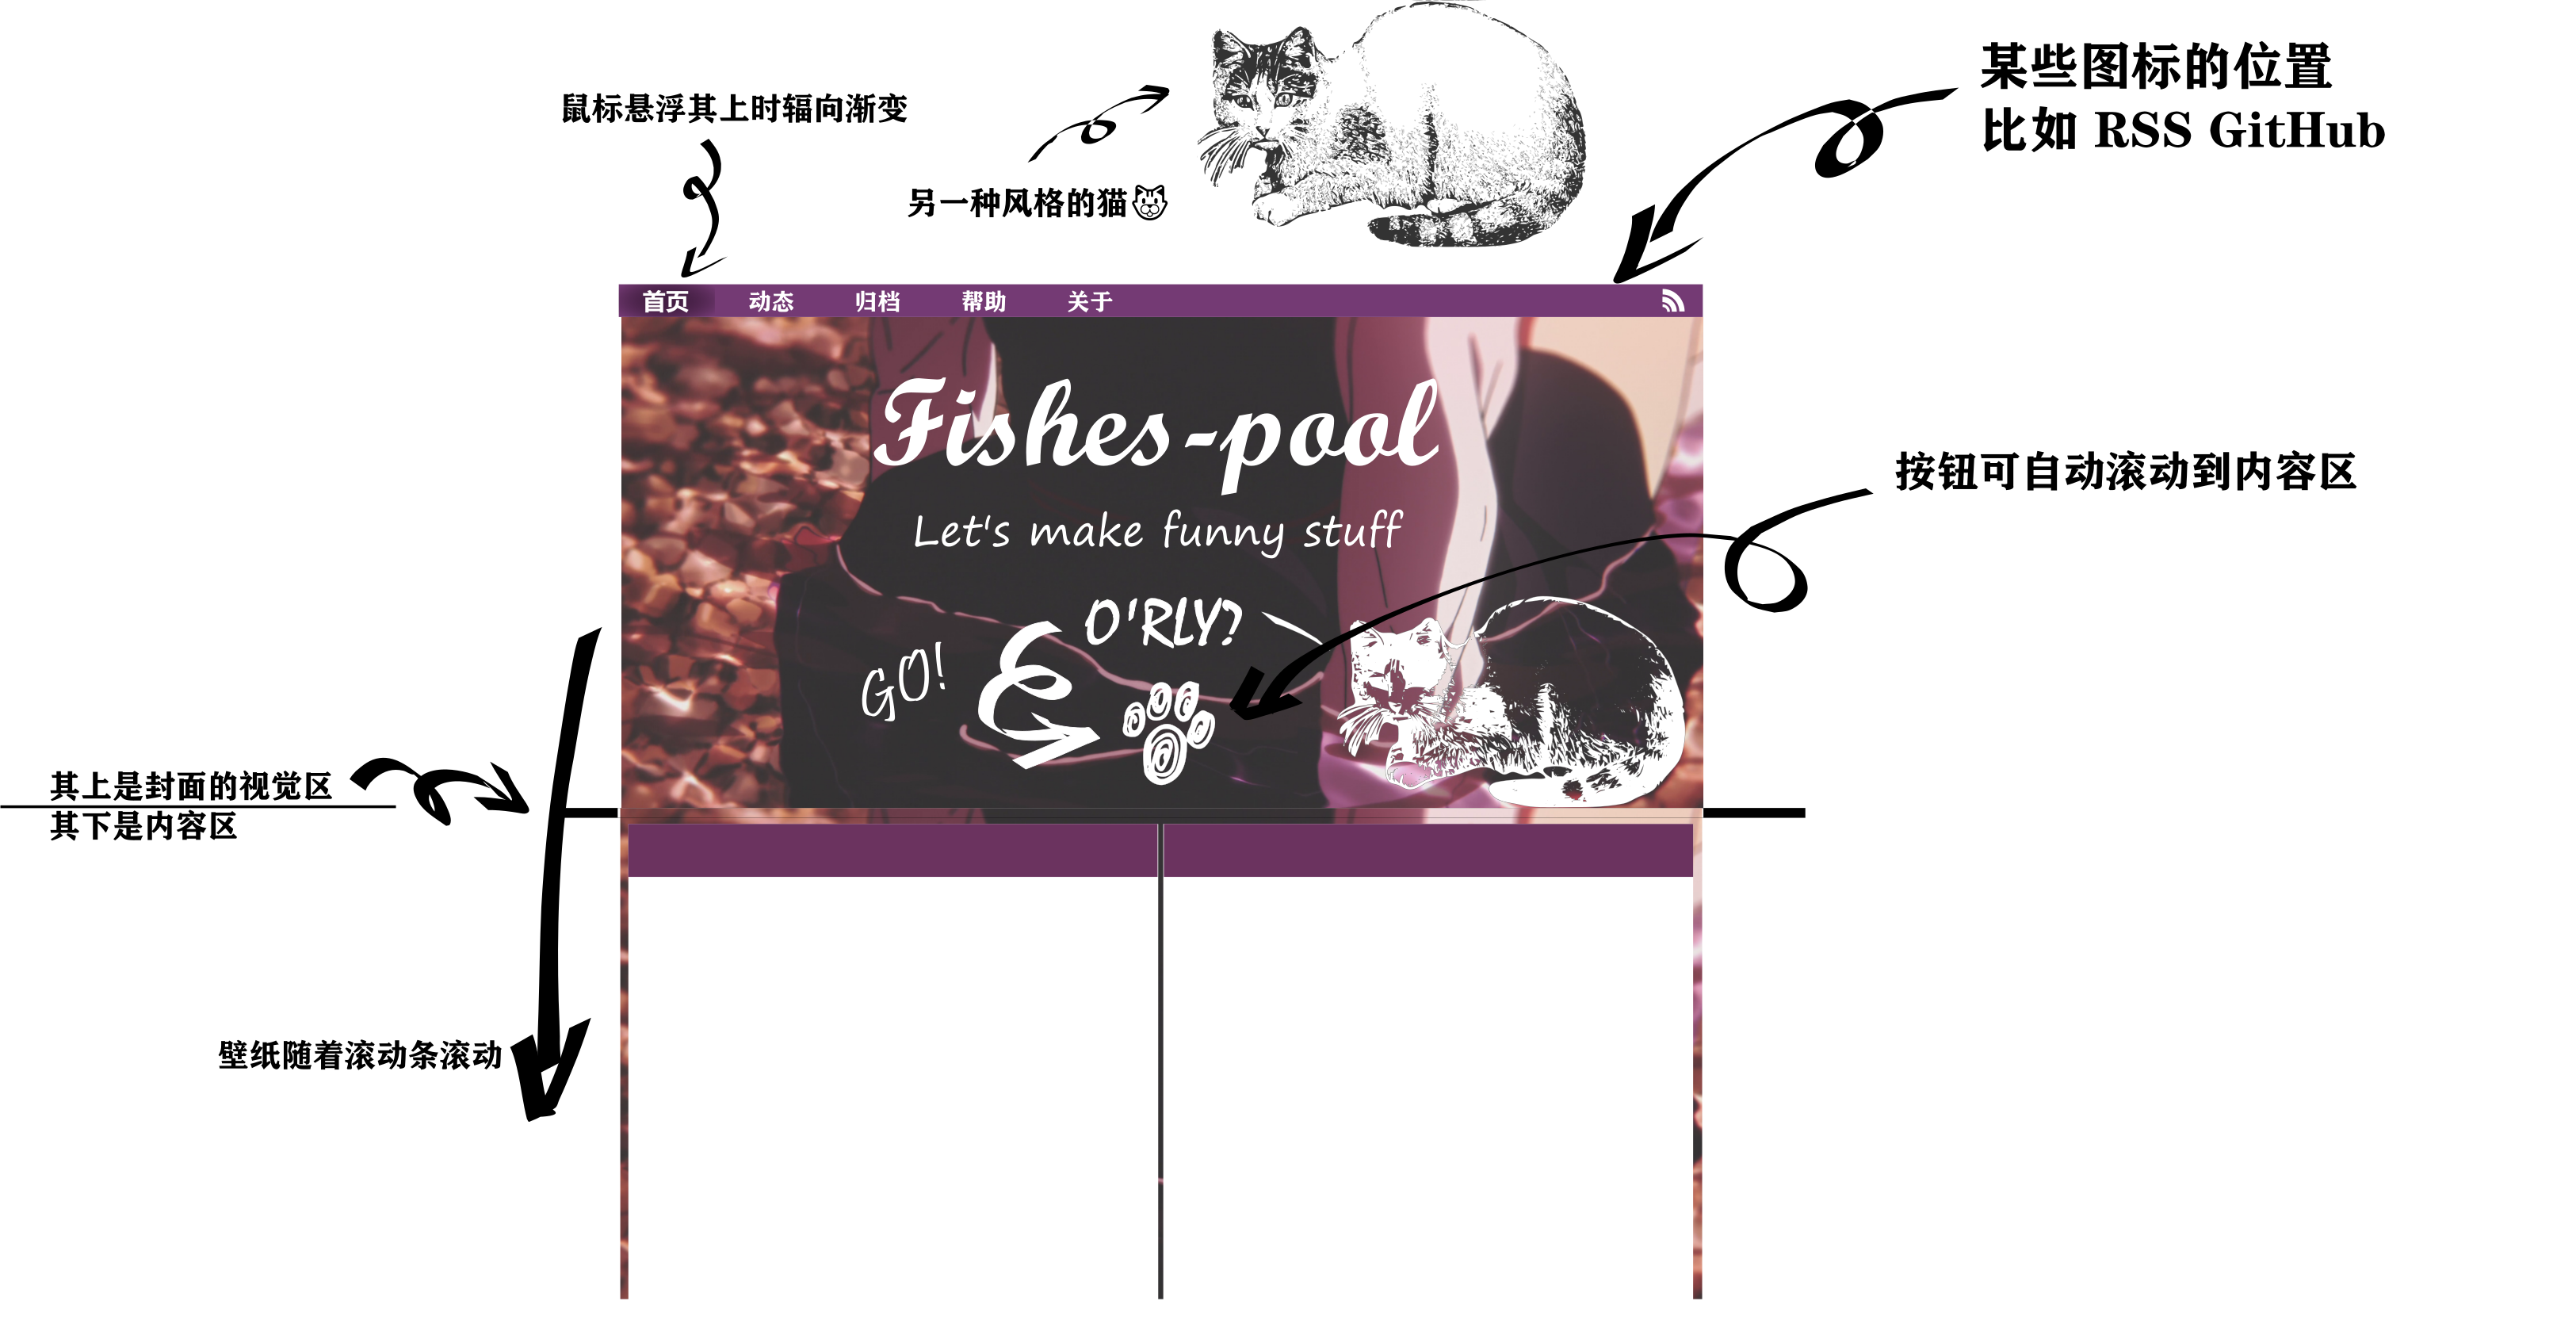 某些图标的位置
比如 RSS GitHub
鼠标悬浮其上时辐向渐变
另一种风格的猫🐱
首页 动态 归档 帮助 关于
Fishes-pool
按钮可自动滚动到内容区
Let's make funny stuff
O'RLY?
GO!
其上是封面的视觉区
其下是内容区
壁纸随着滚动条滚动